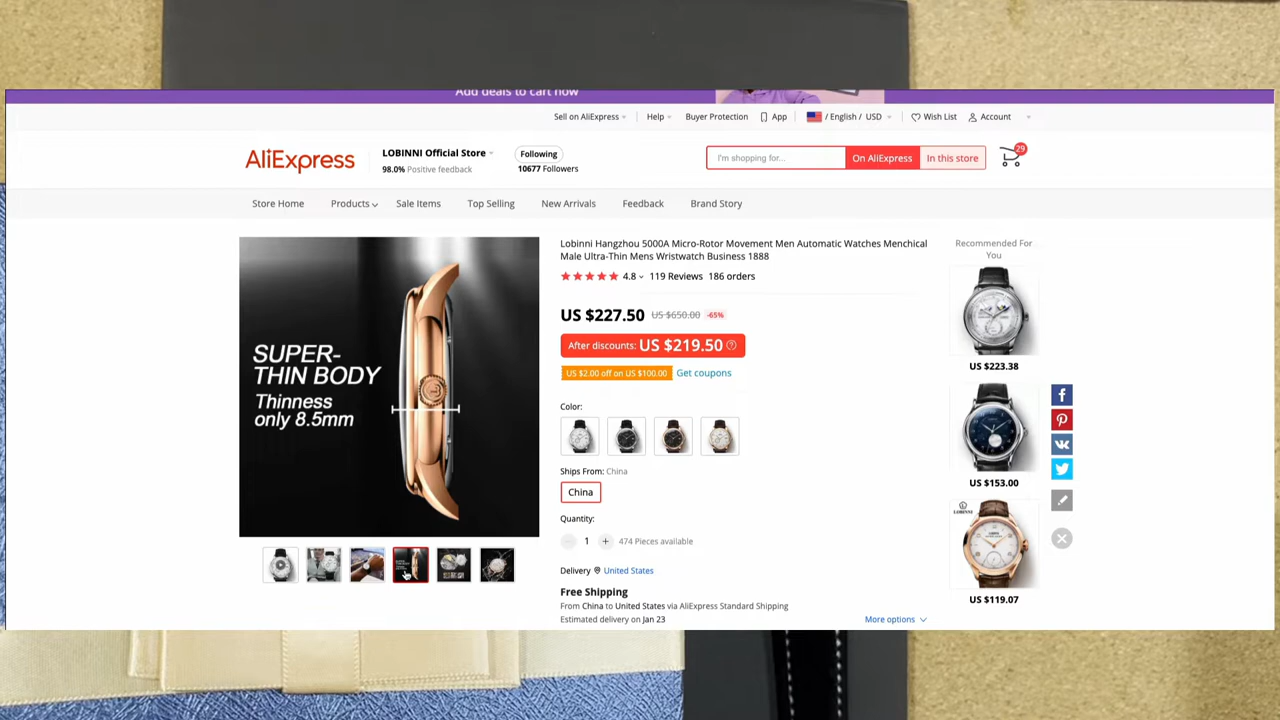 Add deals to cart now
Sell on AliExpress
Help
Buyer Protection
App
/ English / USD
Wish List
Account
AliExpress
LOBINNI Official Store
98.0% Positive feedback
Following
10677 Followers
I'm shopping for...
On AliExpress
In this store
29
Store Home
Products
Sale Items
Top Selling
New Arrivals
Feedback
Brand Story
SUPER-
THIN BODY
Thinness
only 8.5mm
Lobinni Hangzhou 5000A Micro-Rotor Movement Men Automatic Watches Menchical
Male Ultra-Thin Mens Wristwatch Business 1888
4.8
119 Reviews
186 orders
US $227.50 US $650.00 -65%
After discounts: US $219.50
US $2.00 off on US $100.00
Get coupons
Color:
Ships From: China
China
Quantity:
1
474 Pieces available
Delivery
United States
Free Shipping
From China to United States via AliExpress Standard Shipping
Estimated delivery on Jan 23
More options
Recommended For
You
US $223.38
US $153.00
LOBINNI
US $119.07